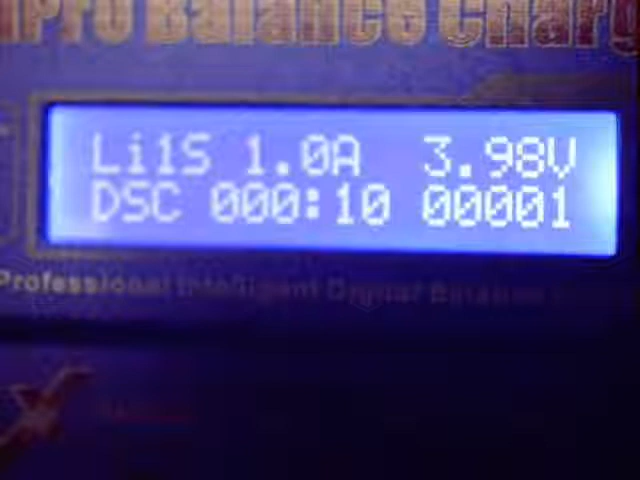 Pro Balance Charg
Li1S 1.0A 3.98V
DSC 000:10 00001
Professional Intelligent Digital Balance